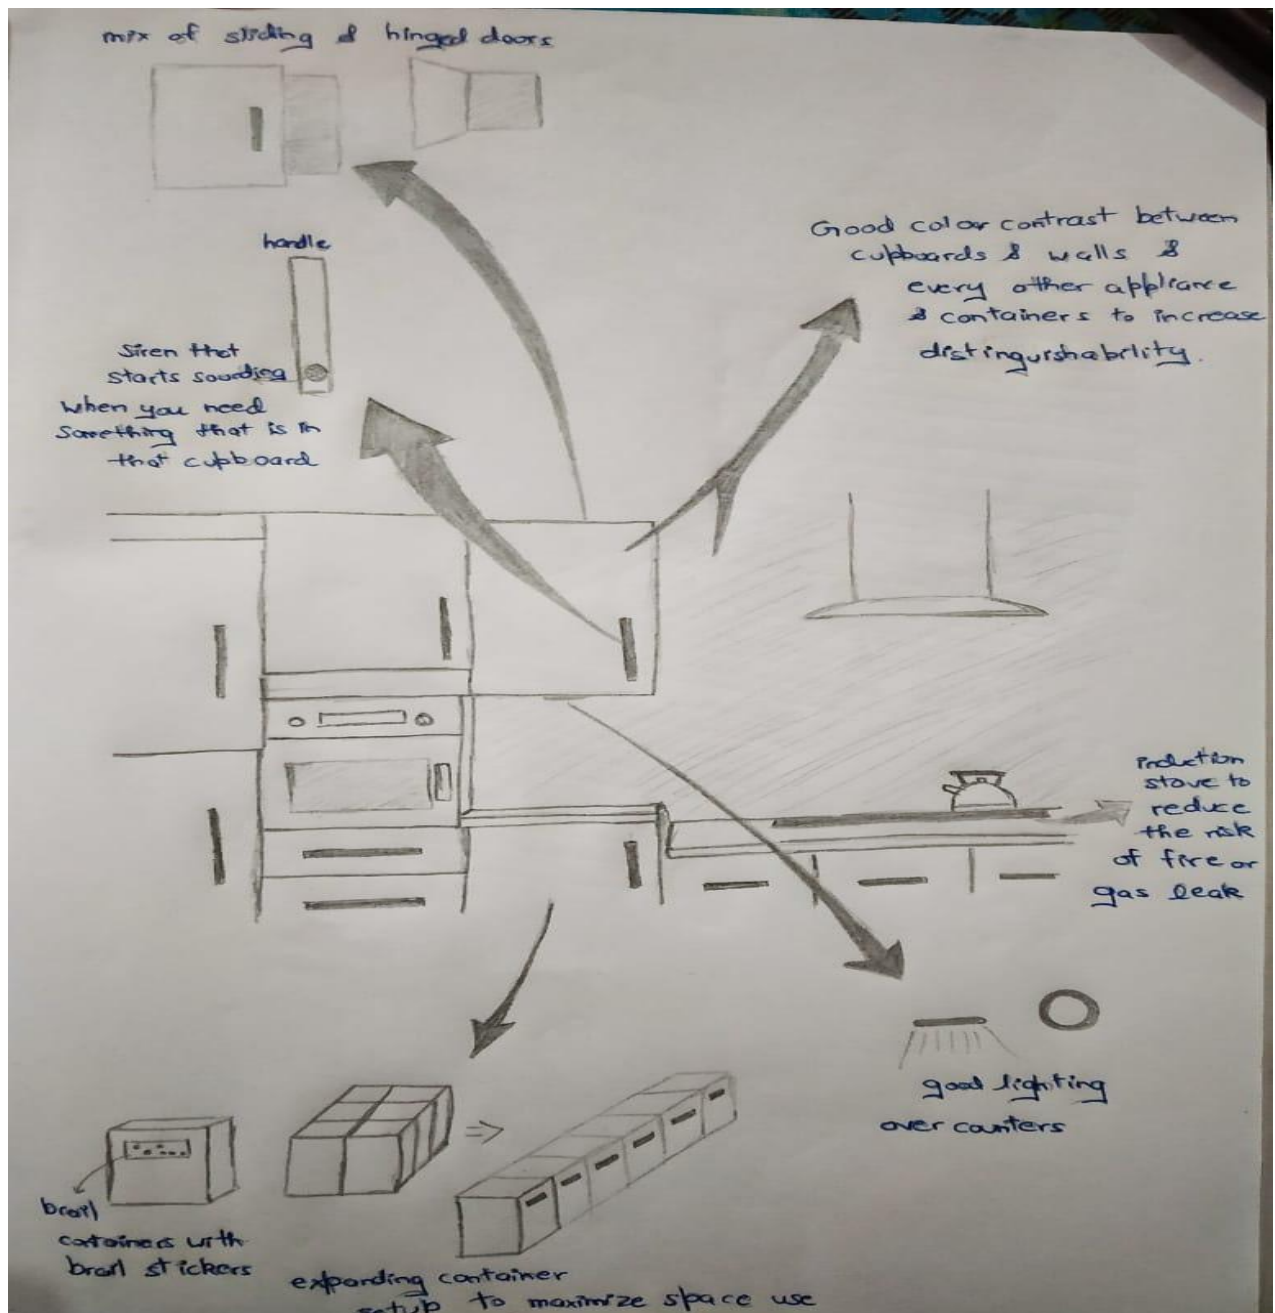 mix of sliding & hinged doors
handle
Siren that
starts sounding
when you need
something that is in
that cupboard
Good color contrast between
cupboards & walls &
every other appliance
& containers to increase
distinguishability.
induction
stove to
reduce
the risk
of fire or
gas leak
good lighting
over counters
brail
containers with
brail stickers
expanding container
setup to maximize space use